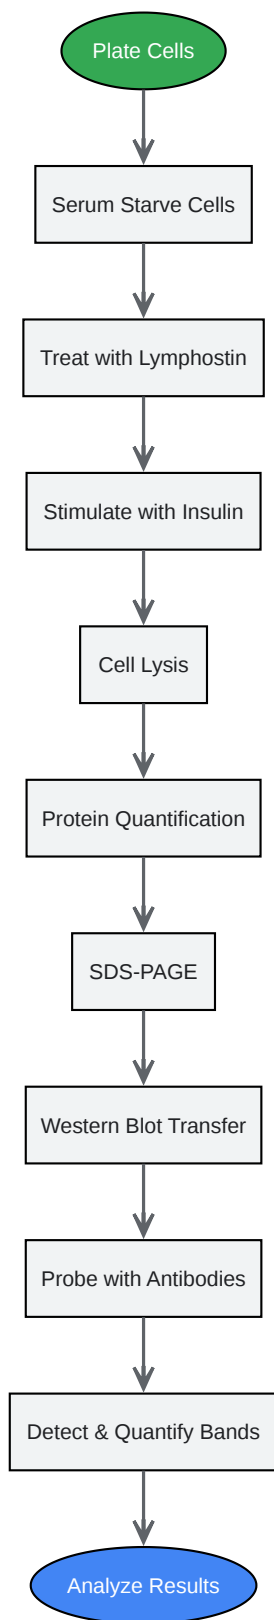 Plate Cells
Serum Starve Cells
Treat with Lymphostin
Stimulate with Insulin
Cell Lysis
Protein Quantification
SDS-PAGE
Western Blot Transfer
Probe with Antibodies
Detect & Quantify Bands
Analyze Results